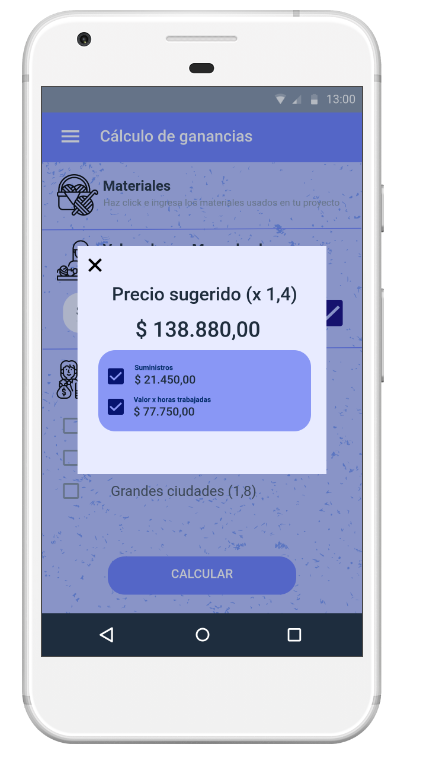 13:00
Cálculo de ganancias
Materiales
Haz click e ingresa los materiales usados en tu proyecto
Precio sugerido (x 1,4)
$ 138.880,00
Suministros
$ 21.450,00
Valor x horas trabajadas
$ 77.750,00
Grandes ciudades (1,8)
CALCULAR